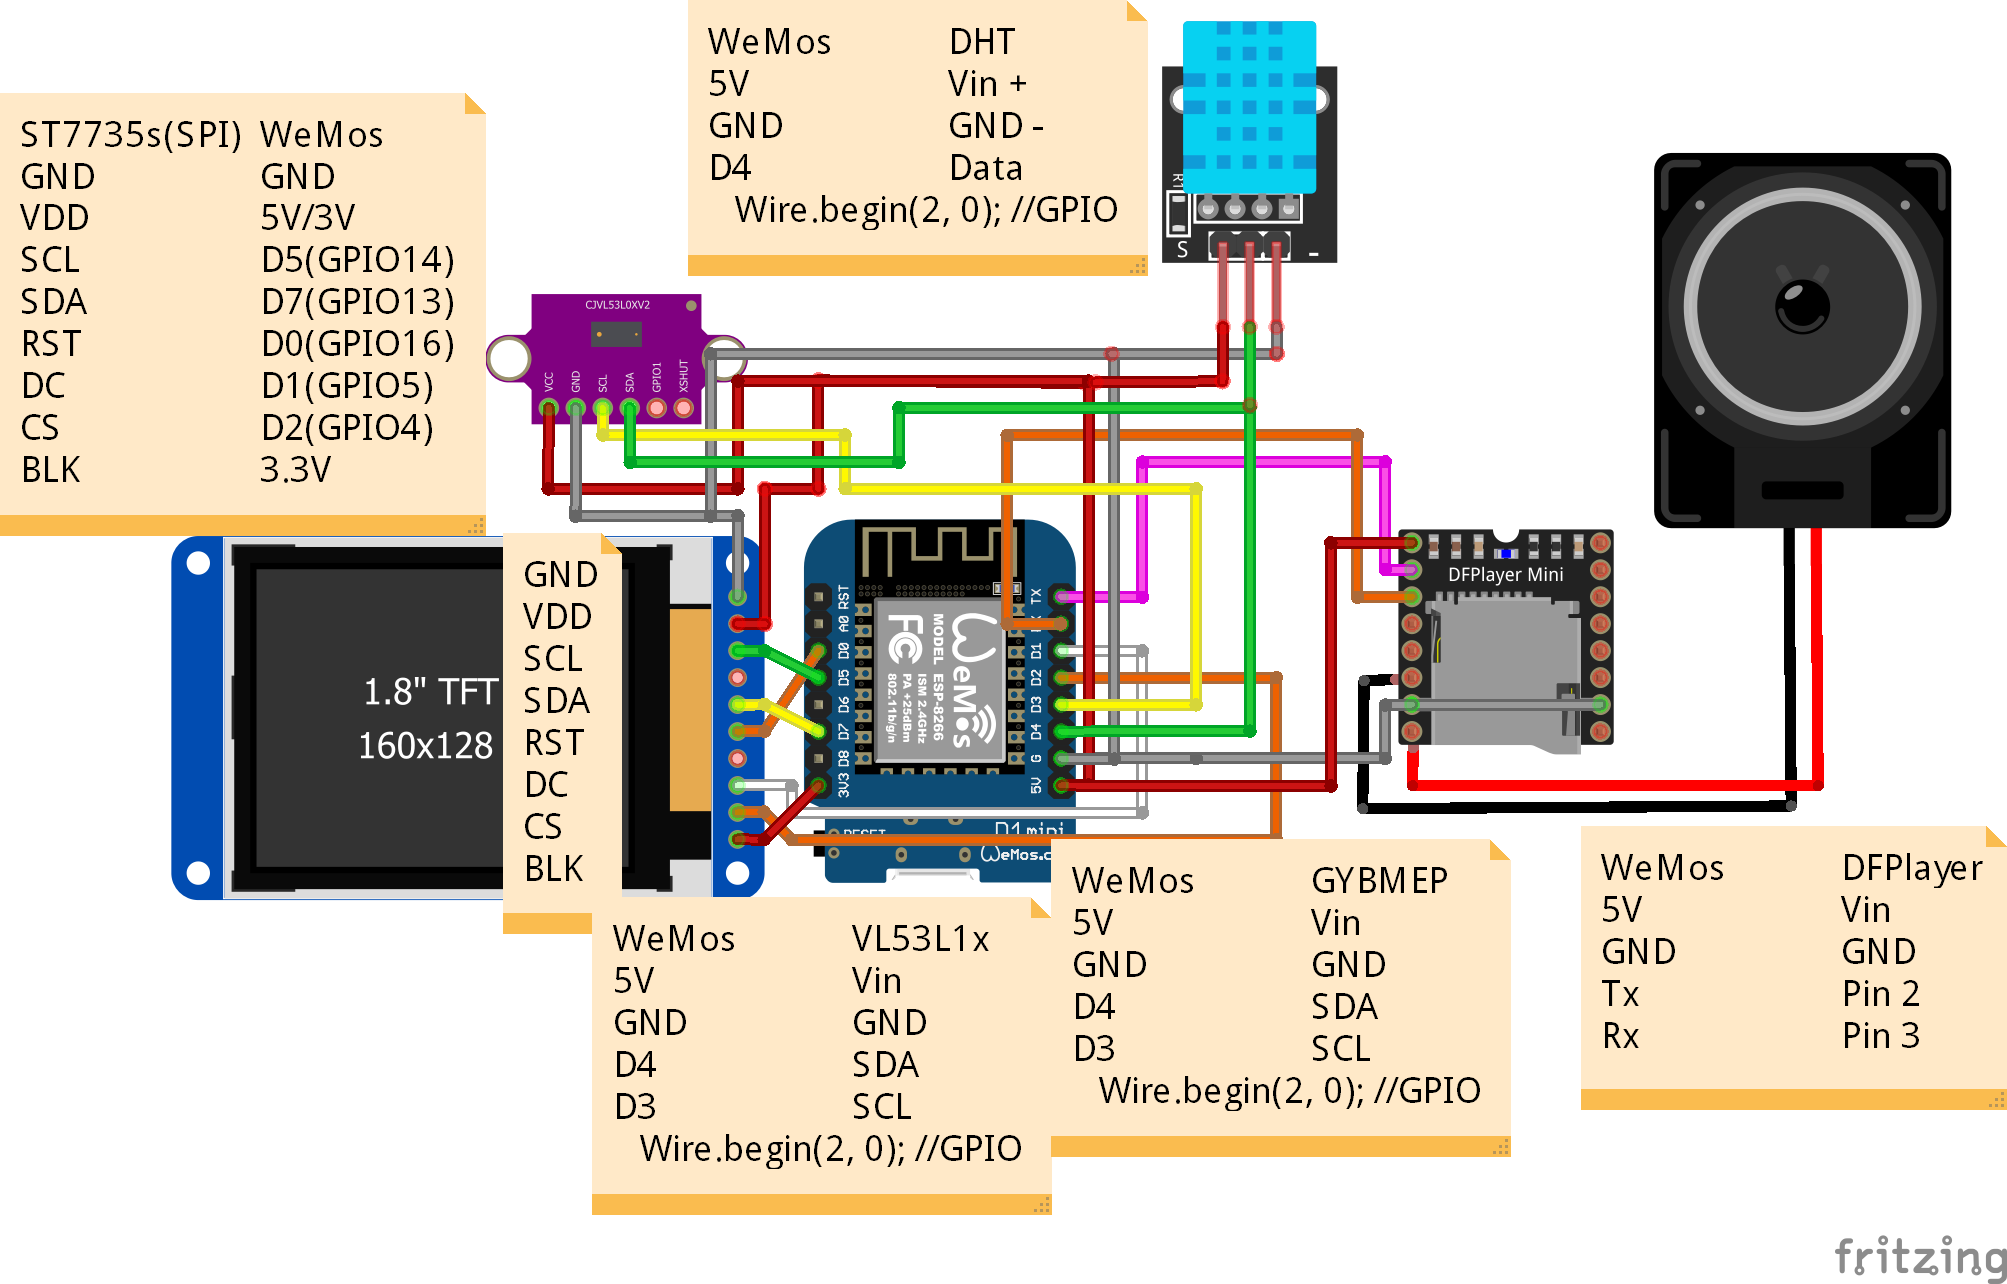 WeMos DHT
5V Vin +
GND GND -
D4 Data
Wire.begin(2, 0); //GPIO
ST7735s(SPI) WeMos
GND GND
VDD 5V/3V
SCL D5(GPIO14)
SDA D7(GPIO13)
RST D0(GPIO16)
DC D1(GPIO5)
CS D2(GPIO4)
BLK 3.3V
R1
S
-
CJVL53L0XV2
VCC GND SCL SDA GPIO1 XSHUT
1.8" TFT
160x128
GND
VDD
SCL
SDA
RST
DC
CS
BLK
RST
A0
D0
D5
D6
D7
D8
3V3
TX
D1
D2
D3
D4
G
5V
WeMos
FC
MODEL ESP-8266
ISM 2.4GHz
PA +25dBm
802.11b/g/n
RESET
D1mini
DFPlayer Mini
WeMos VL53L1x
5V Vin
GND GND
D4 SDA
D3 SCL
Wire.begin(2, 0); //GPIO
WeMos GYBMEP
5V Vin
GND GND
D4 SDA
D3 SCL
Wire.begin(2, 0); //GPIO
WeMos DFPlayer
5V Vin
GND GND
Tx Pin 2
Rx Pin 3
fritzing